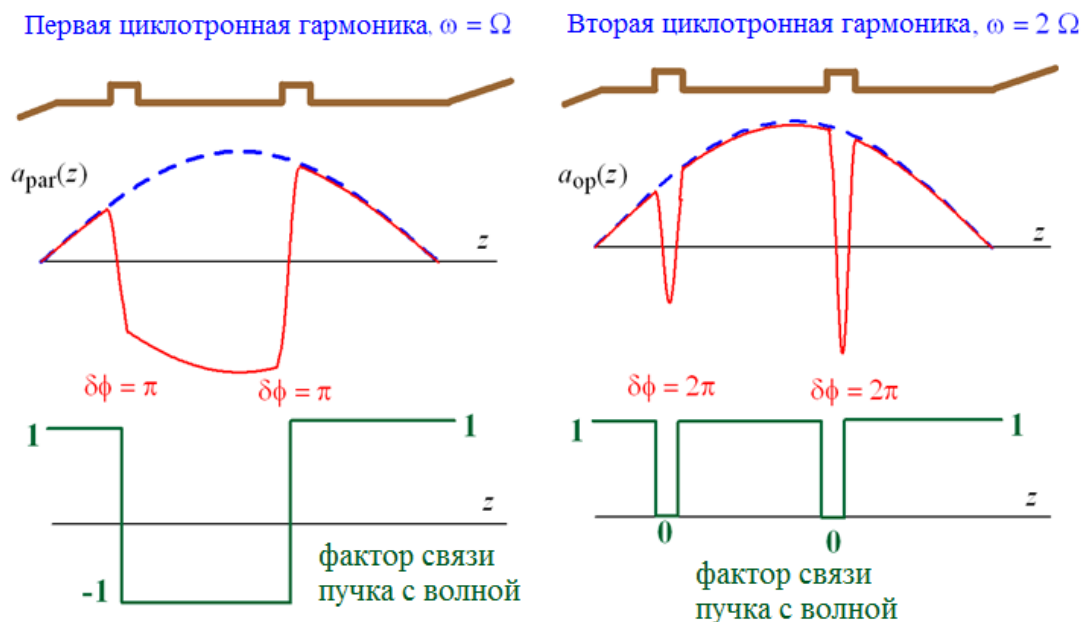 Первая циклотронная гармоника, ω = Ω
a_par(z)
z
δϕ = π
δϕ = π
1
1
z
-1
фактор связи
пучка с волной
Вторая циклотронная гармоника, ω = 2 Ω
a_op(z)
z
δϕ = 2π
δϕ = 2π
1
1
z
0
0
фактор связи
пучка с волной